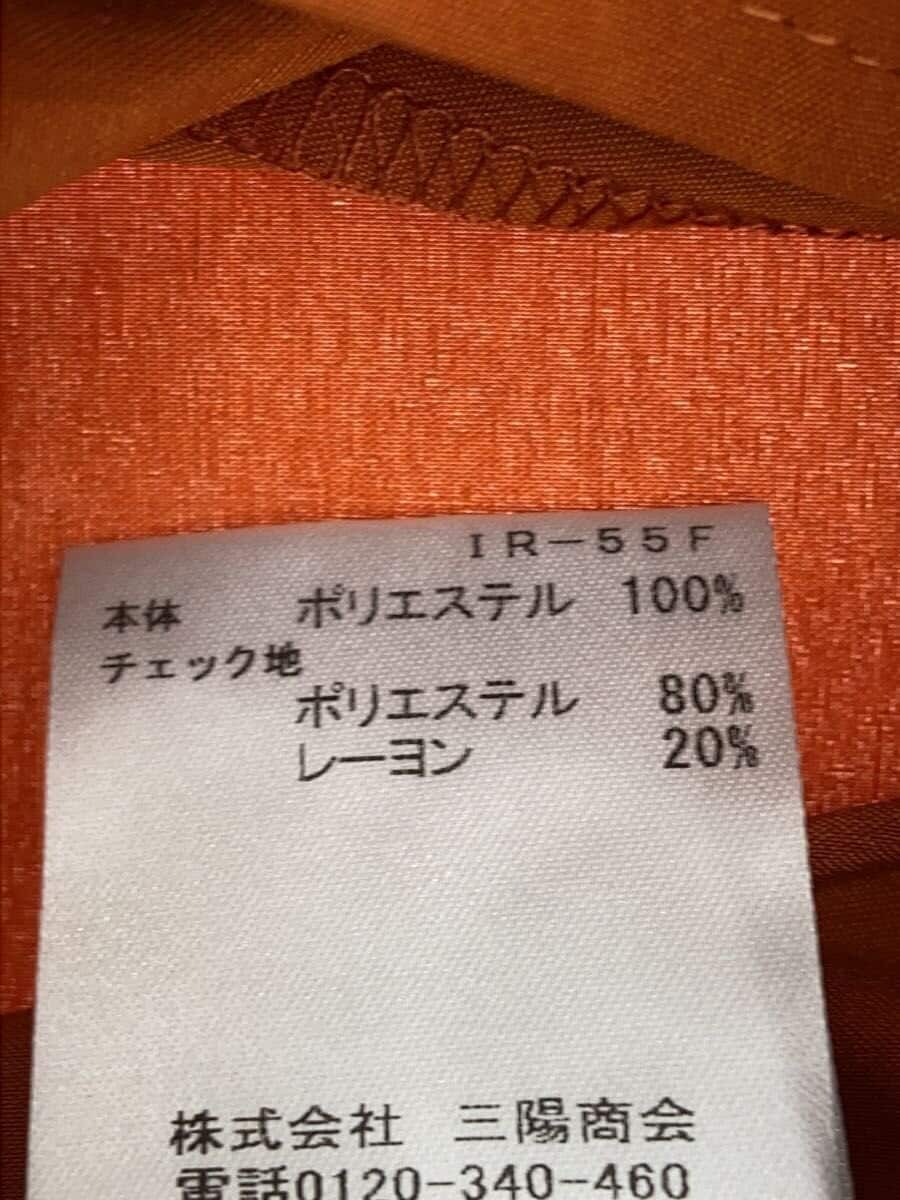 IR-55F
本体 ポリエステル 100%
チェック地
ポリエステル 80%
レーヨン 20%
株式会社 三陽商会
電話0120-340-460